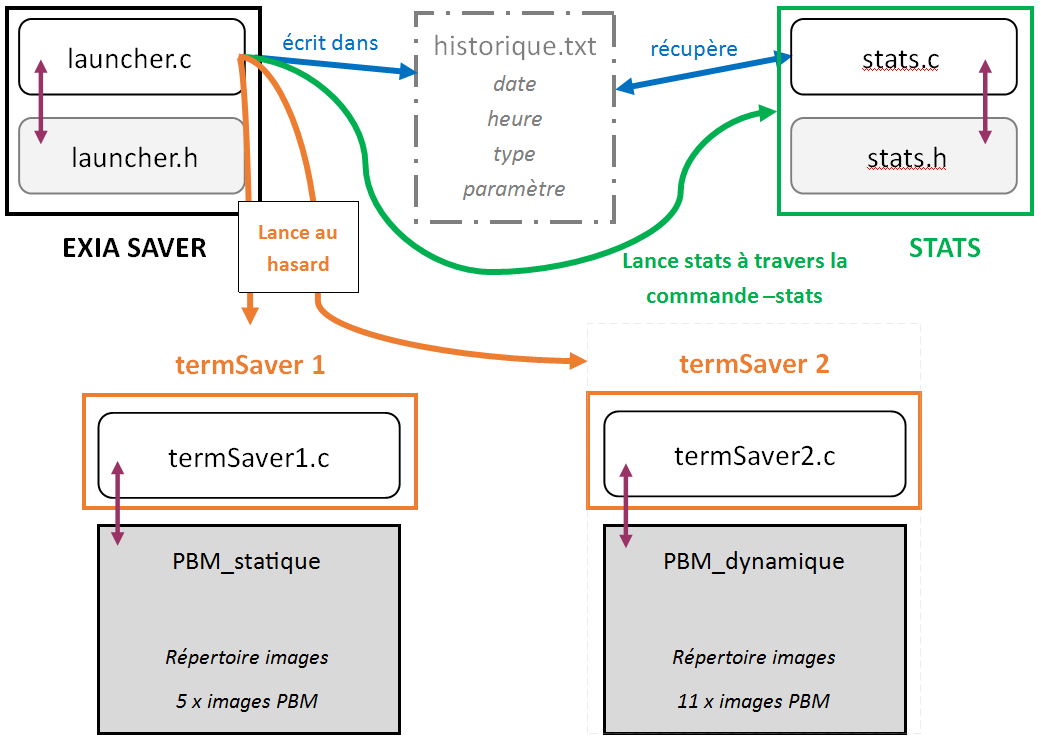 launcher.c
écrit dans
historique.txt
récupère
stats.c
date
heure
type
paramètre
launcher.h
stats.h
EXIA SAVER
Lance au
hasard
Lance stats à travers la
commande –stats
STATS
termSaver 1
termSaver 2
termSaver1.c
termSaver2.c
PBM_statique
Répertoire images
5 x images PBM
PBM_dynamique
Répertoire images
11 x images PBM